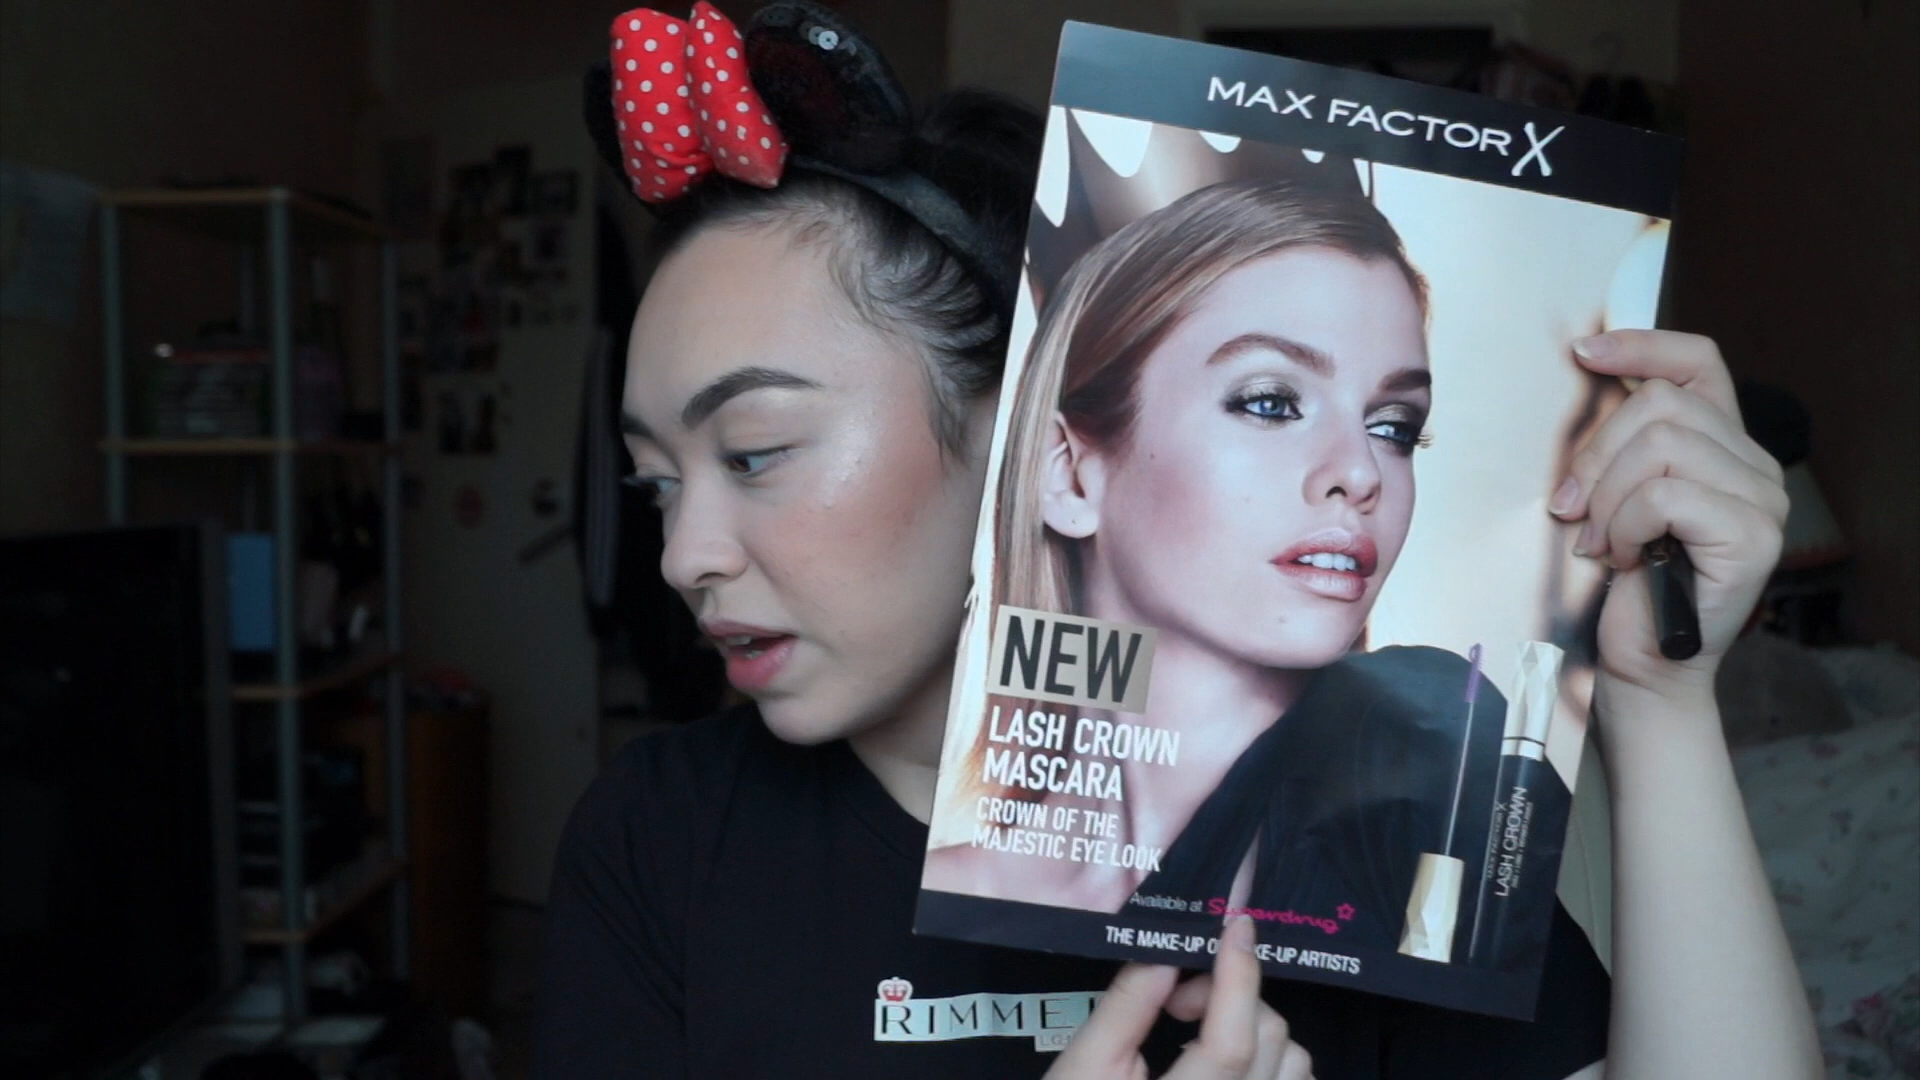 MAX FACTOR X
NEW
LASH CROWN
MASCARA
CROWN OF THE
MAJESTIC EYE LOOK
LASH CROWN
Available at Superdrug
THE MAKE-UP ARTISTS
RIMMEL